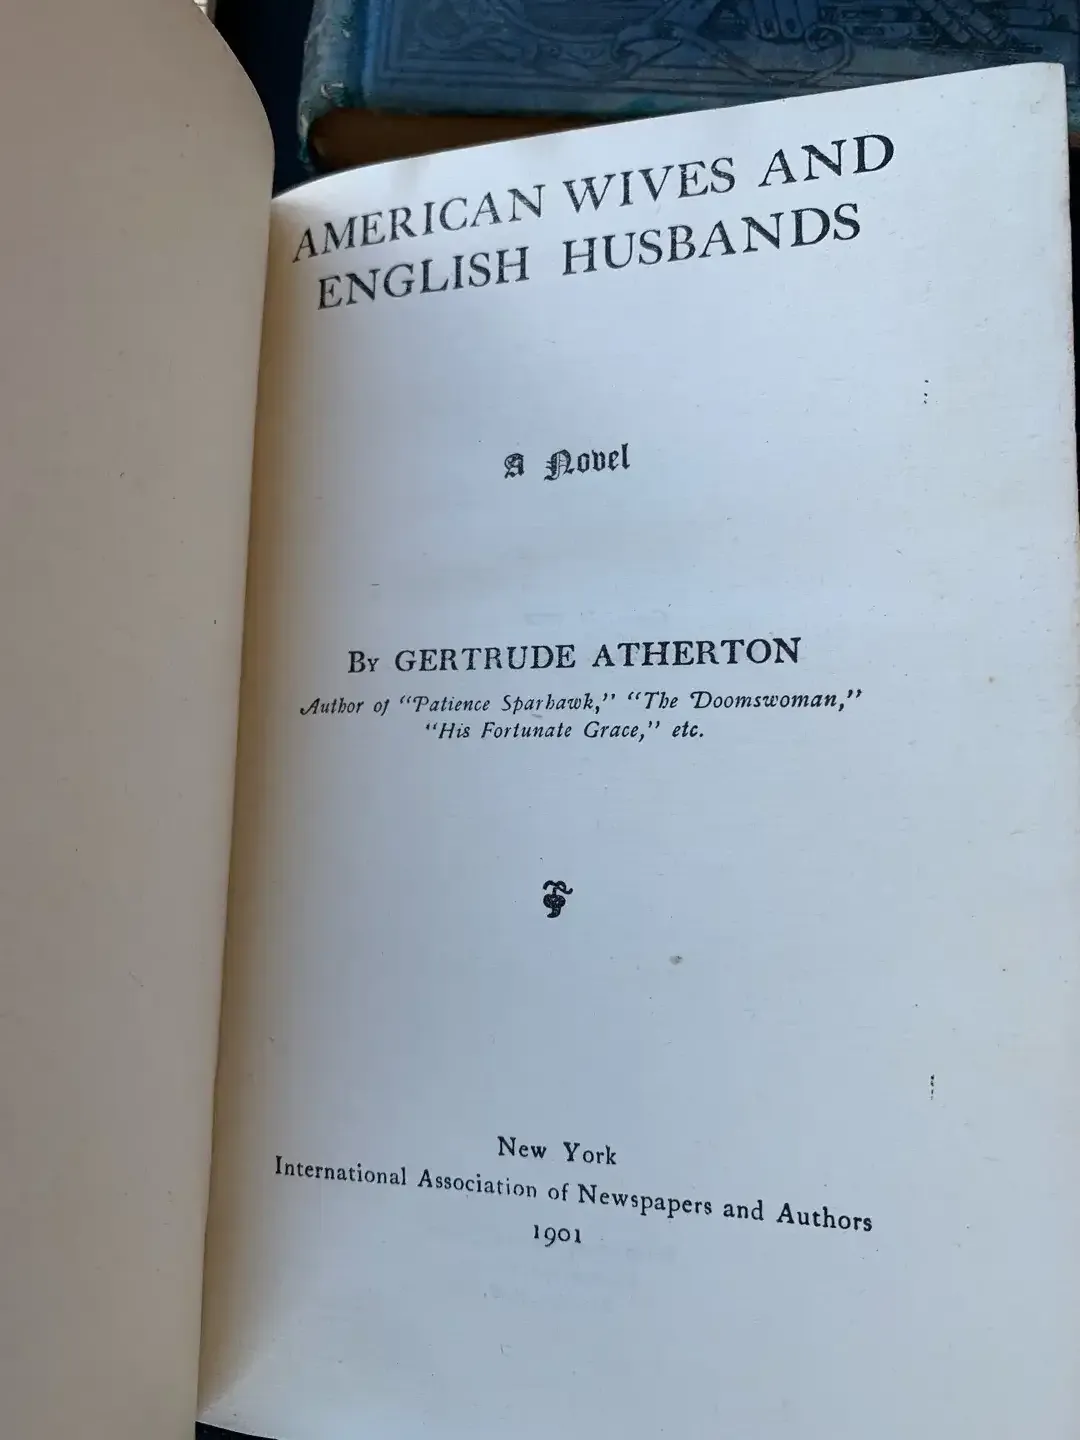 AMERICAN WIVES AND
ENGLISH HUSBANDS
A Novel
By GERTRUDE ATHERTON
Author of “Patience Sparhawk,” “The Doomswoman,”
“His Fortunate Grace,” etc.
New York
International Association of Newspapers and Authors
1901